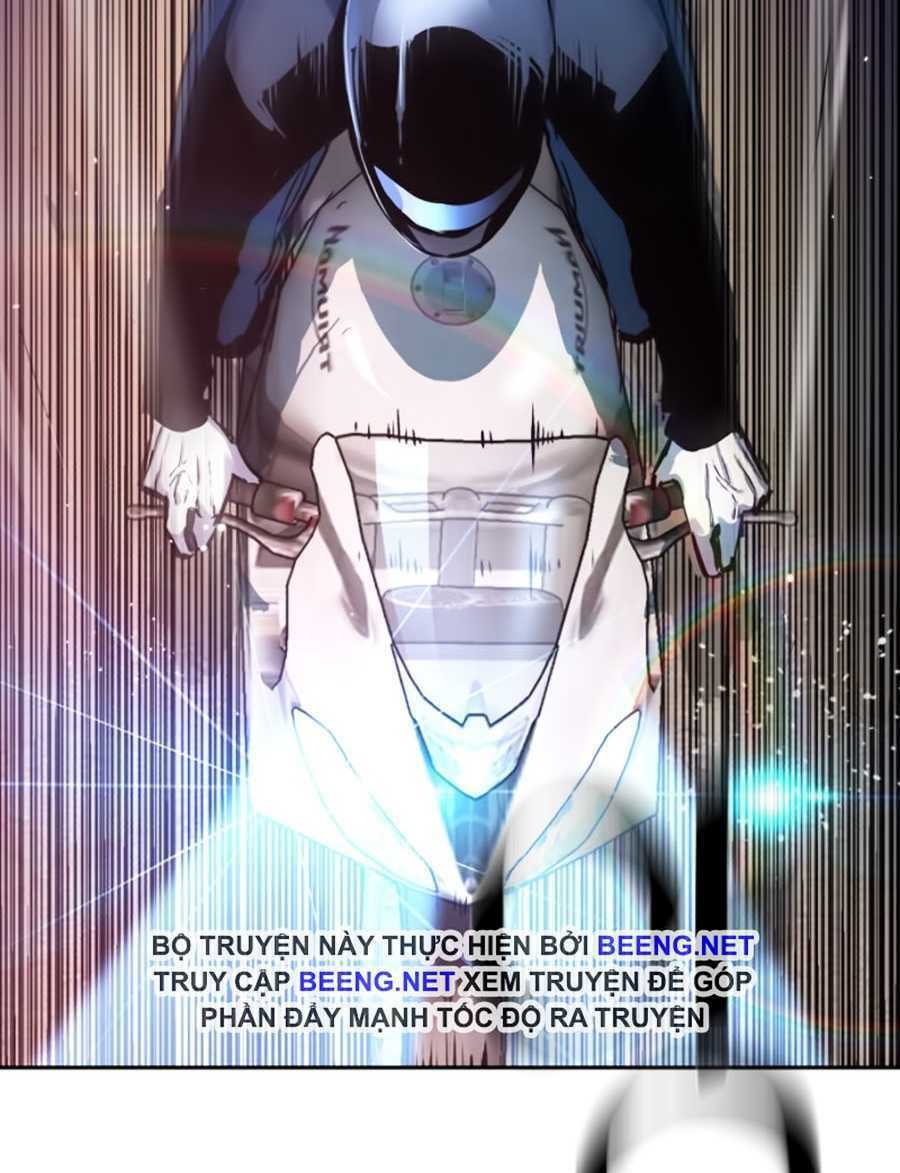 BỘ TRUYỆN NÀY THỰC HIỆN BỞI BEENG.NET
TRUY CẬP BEENG.NET XEM TRUYỆN ĐỂ GÓP
PHẦN ĐẨY MẠNH TỐC ĐỘ RA TRUYỆN